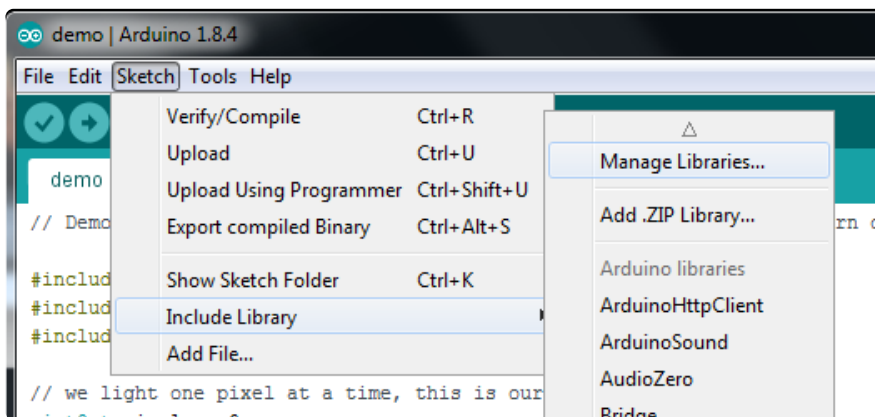 demo | Arduino 1.8.4
File Edit Sketch Tools Help
Verify/Compile Ctrl+R
Upload Ctrl+U
Upload Using Programmer Ctrl+Shift+U
Export compiled Binary Ctrl+Alt+S
Show Sketch Folder Ctrl+K
Include Library
Add File...
Manage Libraries...
Add .ZIP Library...
Arduino libraries
ArduinoHttpClient
ArduinoSound
AudioZero
Bridge
demo
// Demo
#includ
#includ
#includ
// we light one pixel at a time, this is our